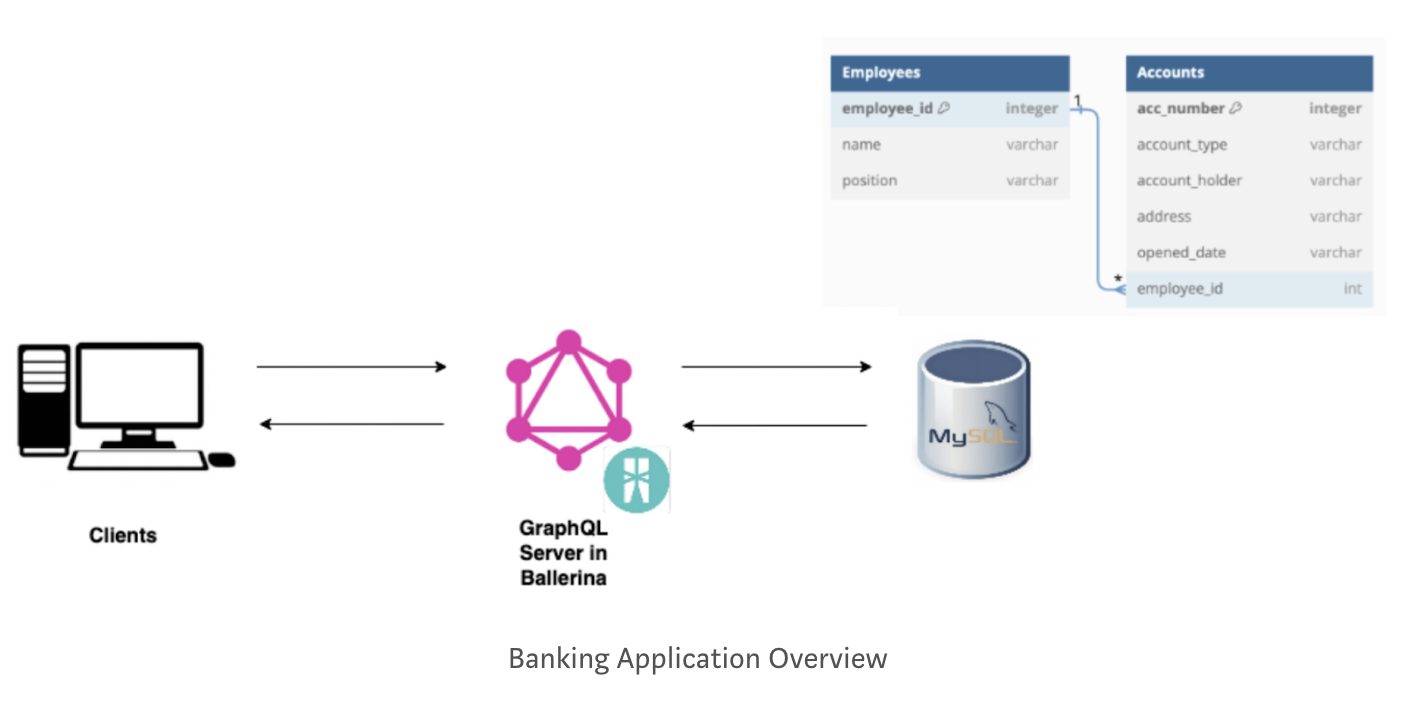 Employees
employee_id integer
name varchar
position varchar
1
*
Accounts
acc_number integer
account_type varchar
account_holder varchar
address varchar
opened_date varchar
employee_id int
MySQL
Clients
GraphQL
Server in
Ballerina
Banking Application Overview